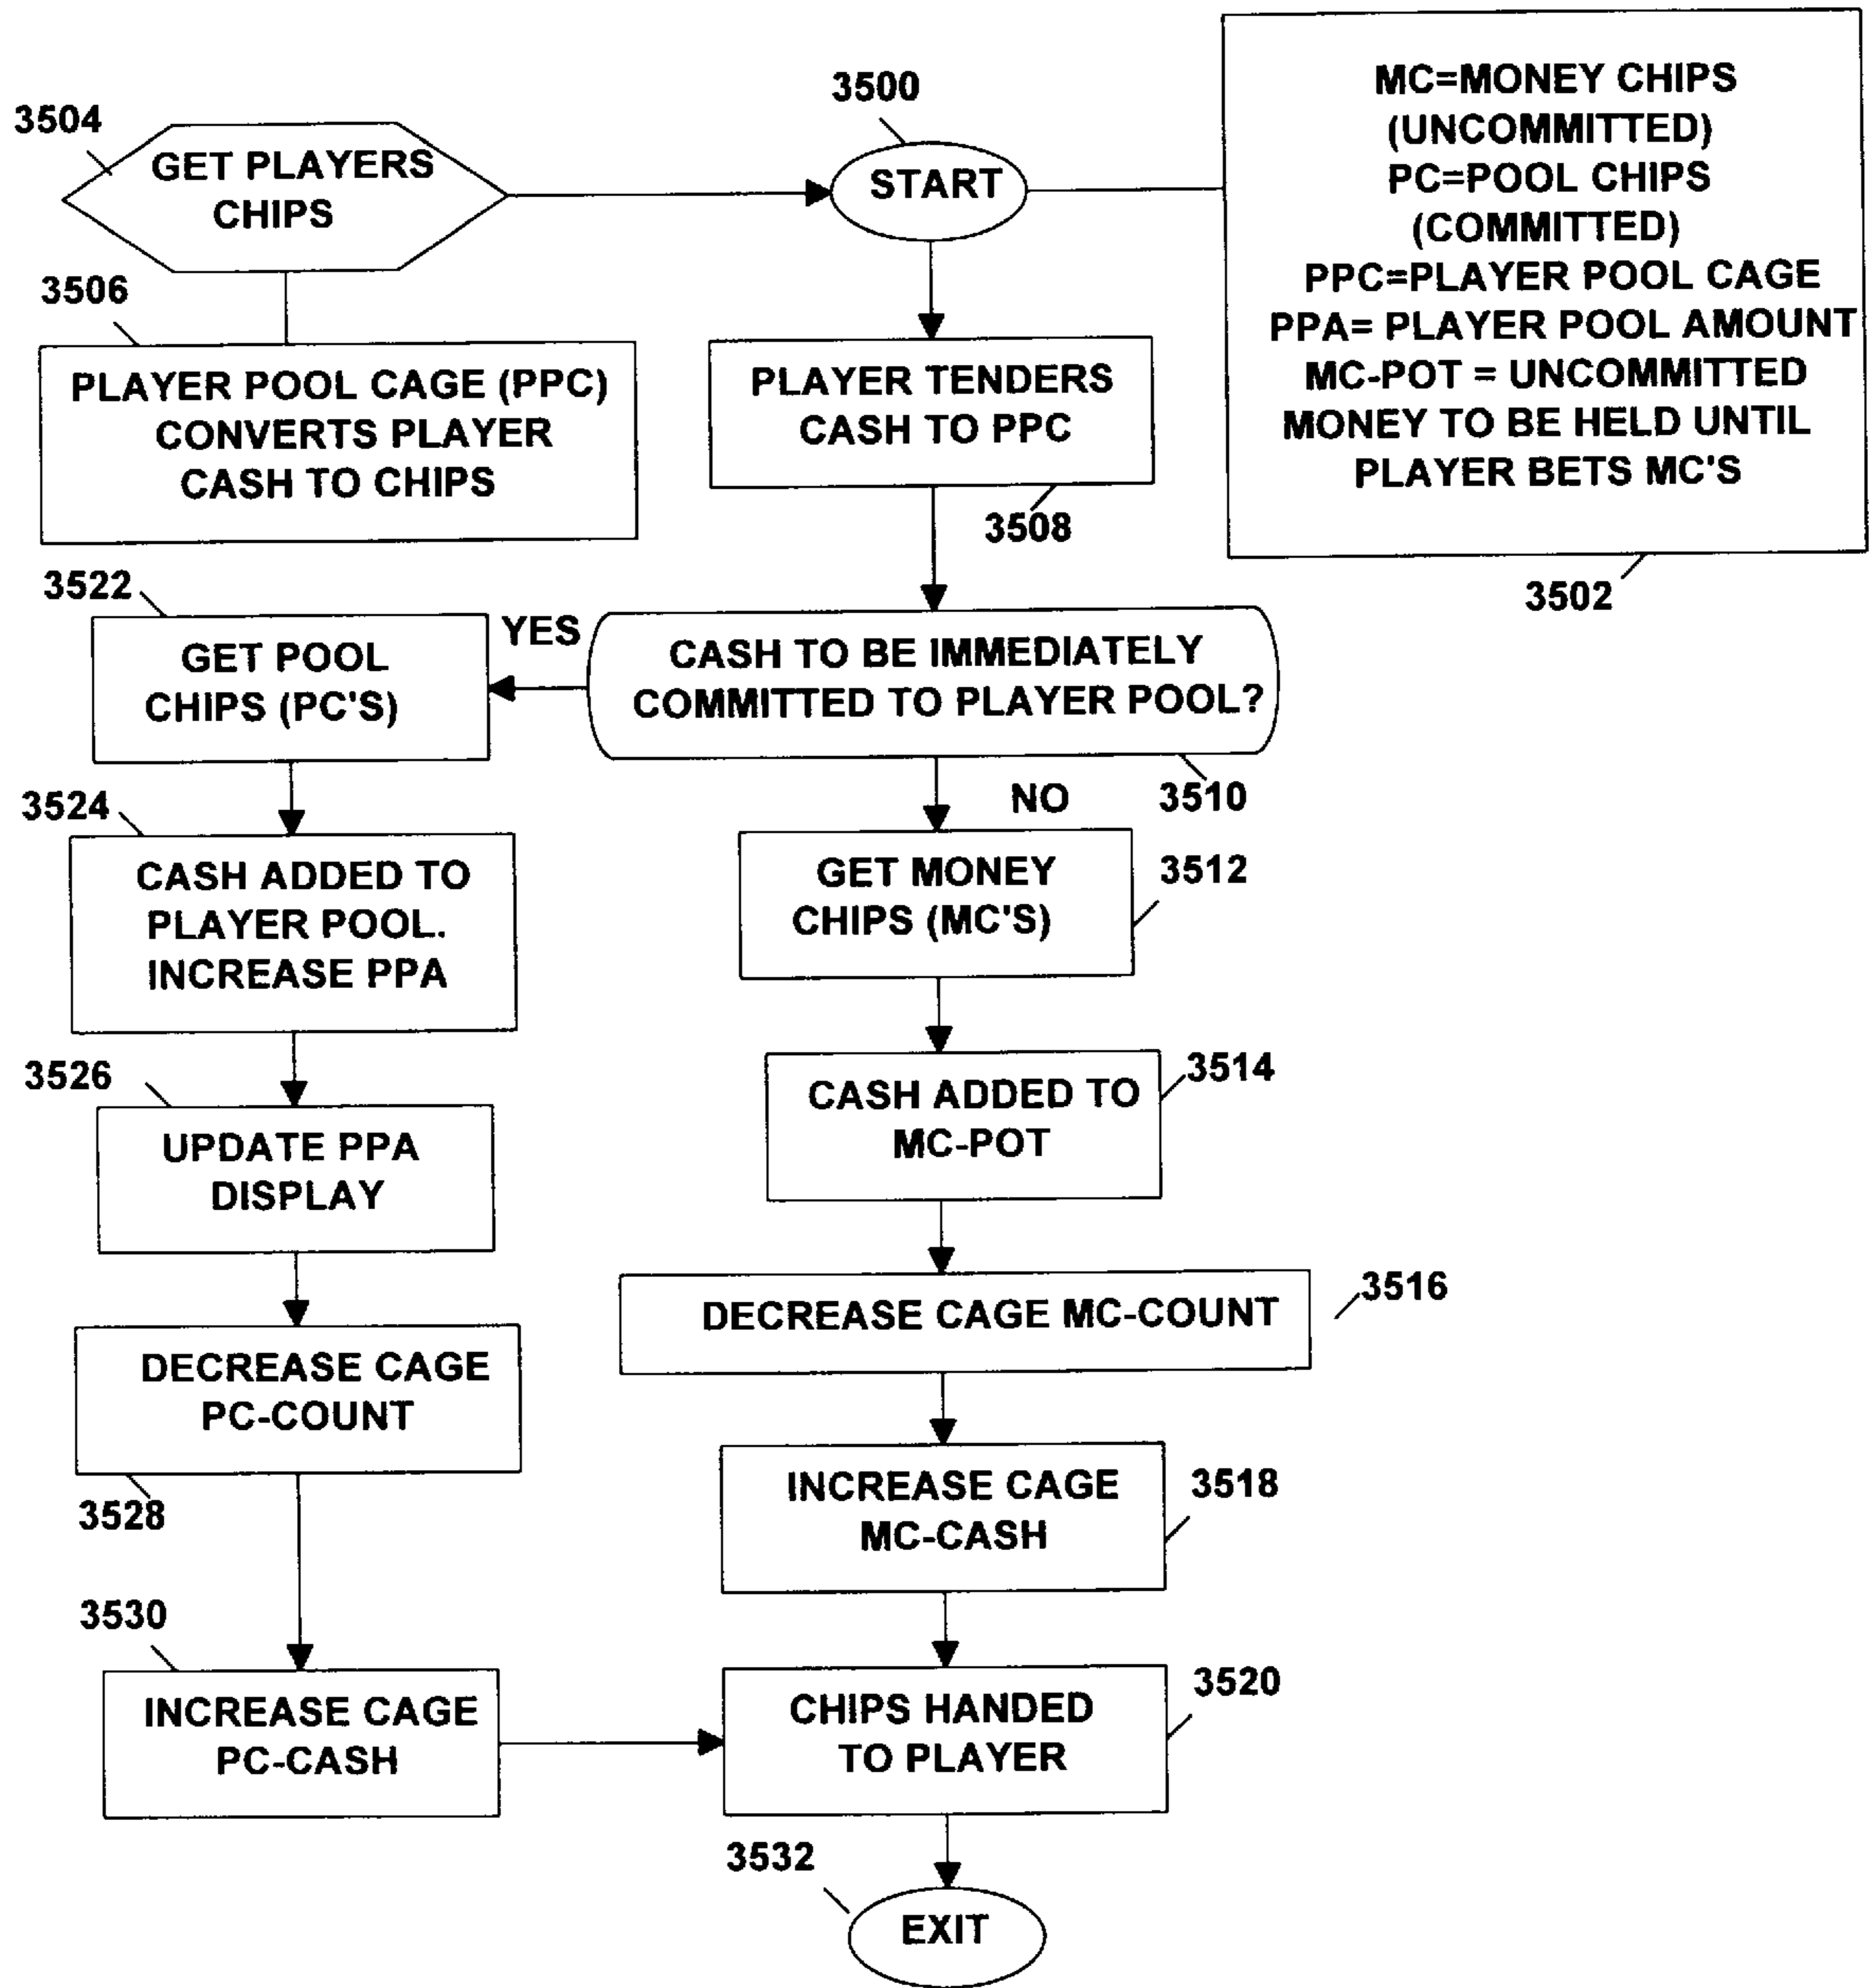 3504
GET PLAYERS
CHIPS
3500
START
MC=MONEY CHIPS
(UNCOMMITTED)
PC=POOL CHIPS
(COMMITTED)
PPC=PLAYER POOL CAGE
PPA= PLAYER POOL AMOUNT
MC-POT = UNCOMMITTED
MONEY TO BE HELD UNTIL
PLAYER BETS MC'S
3502
3506
PLAYER POOL CAGE (PPC)
CONVERTS PLAYER
CASH TO CHIPS
PLAYER TENDERS
CASH TO PPC
3508
3522
GET POOL
CHIPS (PC'S)
YES
CASH TO BE IMMEDIATELY
COMMITTED TO PLAYER POOL?
3510
NO
3524
CASH ADDED TO
PLAYER POOL.
INCREASE PPA
GET MONEY
CHIPS (MC'S)
3512
3526
UPDATE PPA
DISPLAY
CASH ADDED TO
MC-POT
3514
DECREASE CAGE MC-COUNT
3516
DECREASE CAGE
PC-COUNT
3528
INCREASE CAGE
MC-CASH
3518
3530
INCREASE CAGE
PC-CASH
CHIPS HANDED
TO PLAYER
3520
3532
EXIT